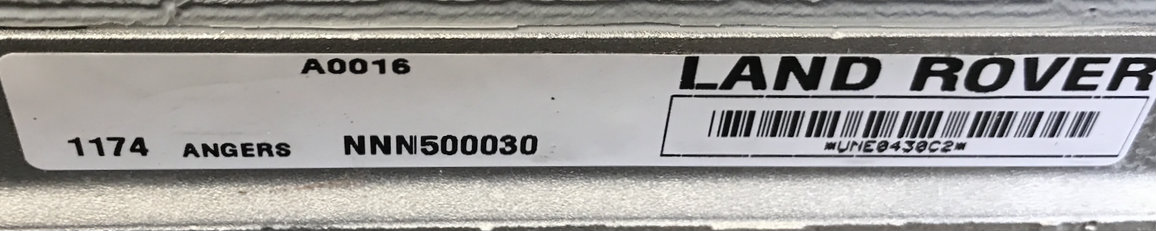 A0016
LAND ROVER
1174 ANGERS NNN500030
*UME0430C2*